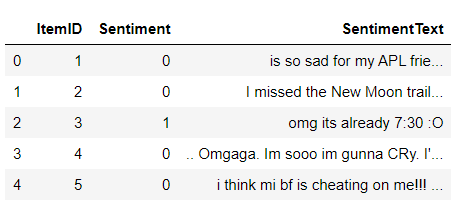 ItemID Sentiment SentimentText
0 1 0 is so sad for my APL frie...
1 2 0 I missed the New Moon trail...
2 3 1 omg its already 7:30 :O
3 4 0 .. Omgaga. Im sooo im gunna CRy. I'...
4 5 0 i think mi bf is cheating on me!!! ...